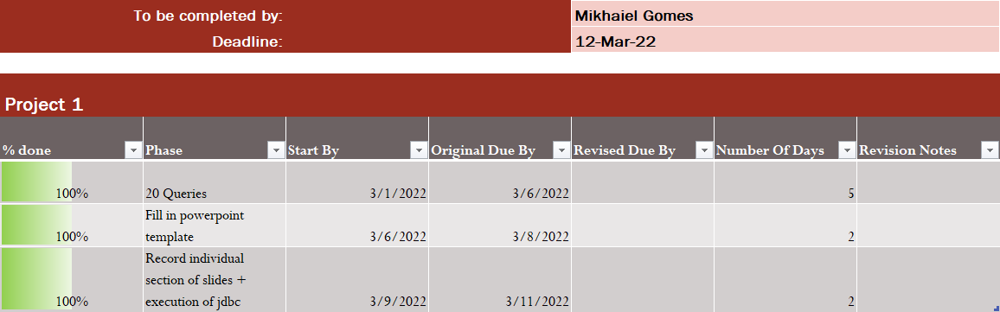 To be completed by: Mikhaiel Gomes
Deadline: 12-Mar-22
Project 1
% done Phase Start By Original Due By Revised Due By Number Of Days Revision Notes
100% 20 Queries 3/1/2022 3/6/2022 5
Fill in powerpoint
100% template 3/6/2022 3/8/2022 2
Record individual
section of slides +
100% execution of jdbc 3/9/2022 3/11/2022 2